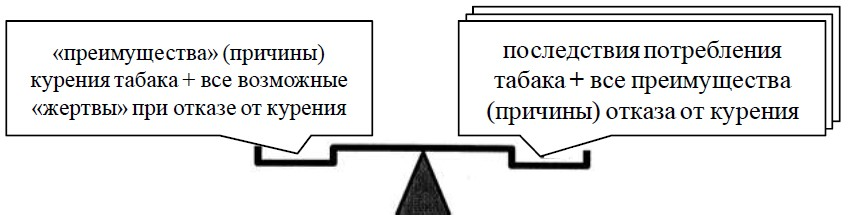 «преимущества» (причины)
курения табака + все возможные
«жертвы» при отказе от курения
последствия потребления
табака + все преимущества
(причины) отказа от курения